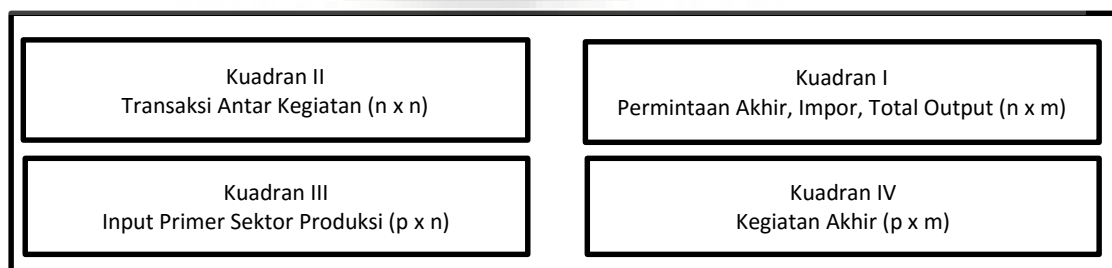 Kuadran II
Transaksi Antar Kegiatan (n x n)
Kuadran I
Permintaan Akhir, Impor, Total Output (n x m)
Kuadran III
Input Primer Sektor Produksi (p x n)
Kuadran IV
Kegiatan Akhir (p x m)